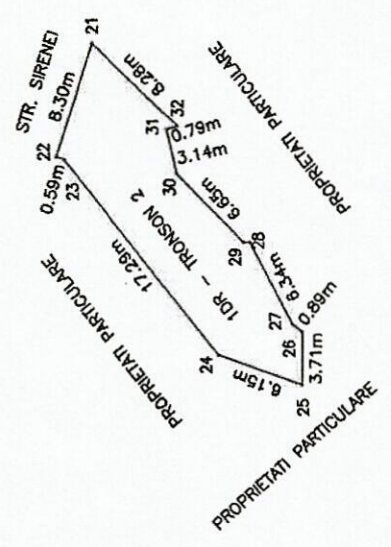 21
STR. SIRENEI
8.30m
22
0.59m
23
8.28m
PROPRIETATI PARTICULARE
32
31
0.79m
3.14m
30
1DR - TRONSON 2
6.65m
17.29m
PROPRIETATI PARTICULARE
29
28
6.34m
27
0.89m
26
24
6.15m
3.71m
25
PROPRIETATI PARTICULARE